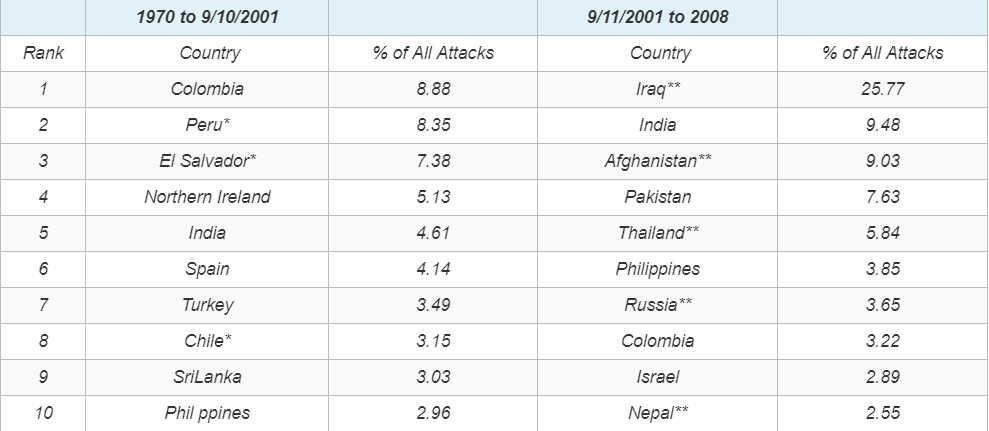 1970 to 9/10/2001 9/11/2001 to 2008
Rank Country % of All Attacks Country % of All Attacks
1 Colombia 8.88 Iraq** 25.77
2 Peru* 8.35 India 9.48
3 El Salvador* 7.38 Afghanistan** 9.03
4 Northern Ireland 5.13 Pakistan 7.63
5 India 4.61 Thailand** 5.84
6 Spain 4.14 Philippines 3.85
7 Turkey 3.49 Russia** 3.65
8 Chile* 3.15 Colombia 3.22
9 SriLanka 3.03 Israel 2.89
10 Phil ppines 2.96 Nepal** 2.55